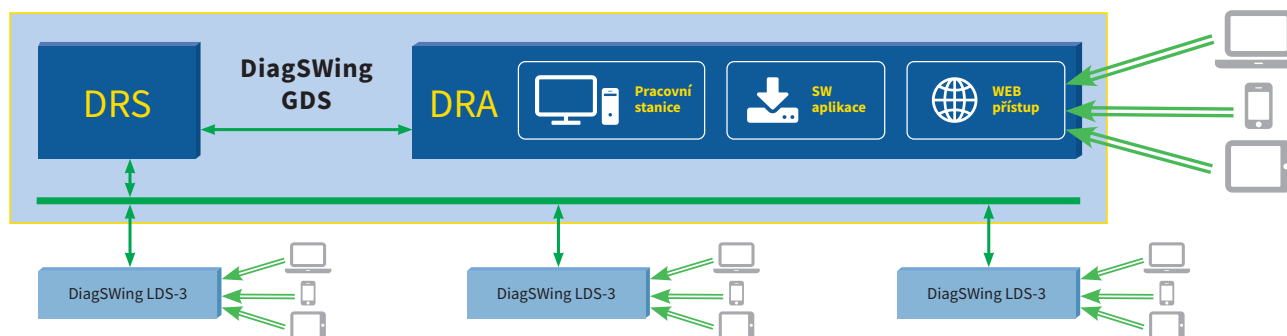 DRS
DiagSWing
GDS
DRA
Pracovní
stanice
SW
aplikace
WEB
přístup
DiagSWing LDS-3
DiagSWing LDS-3
DiagSWing LDS-3